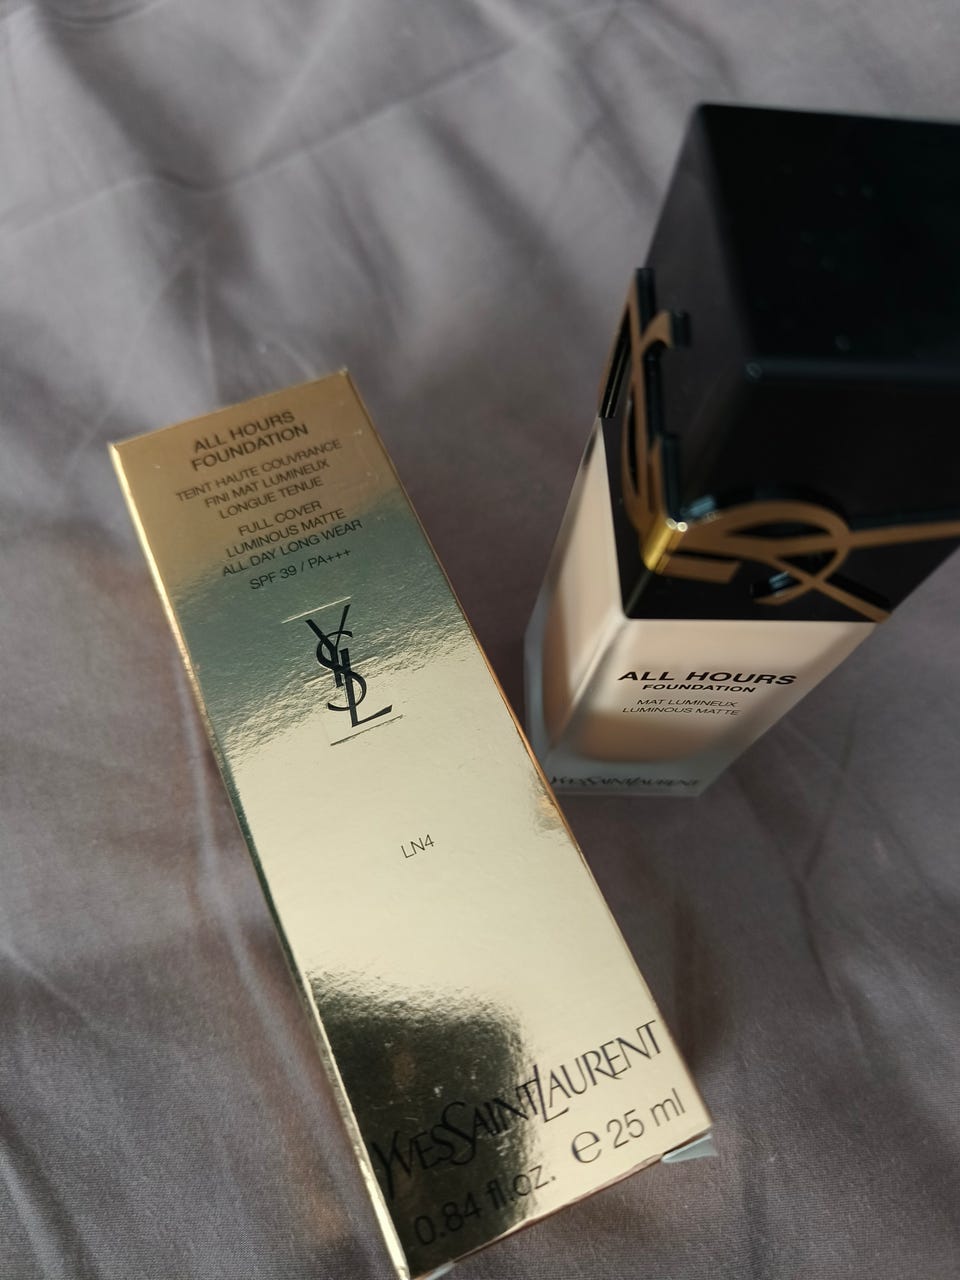 ALL HOURS
FOUNDATION
TEINT HAUTE COUVRANCE
FINI MAT LUMINEUX
LONGUE TENUE
FULL COVER
LUMINOUS MATTE
ALL DAY LONG WEAR
SPF 39 / PA+++
YSL
LN4
YVESSAINTLAURENT
0.84 fl.oz. e 25 ml
ALL HOURS
FOUNDATION
MAT LUMINEUX
LUMINOUS MATTE
YVESSAINTLAURENT